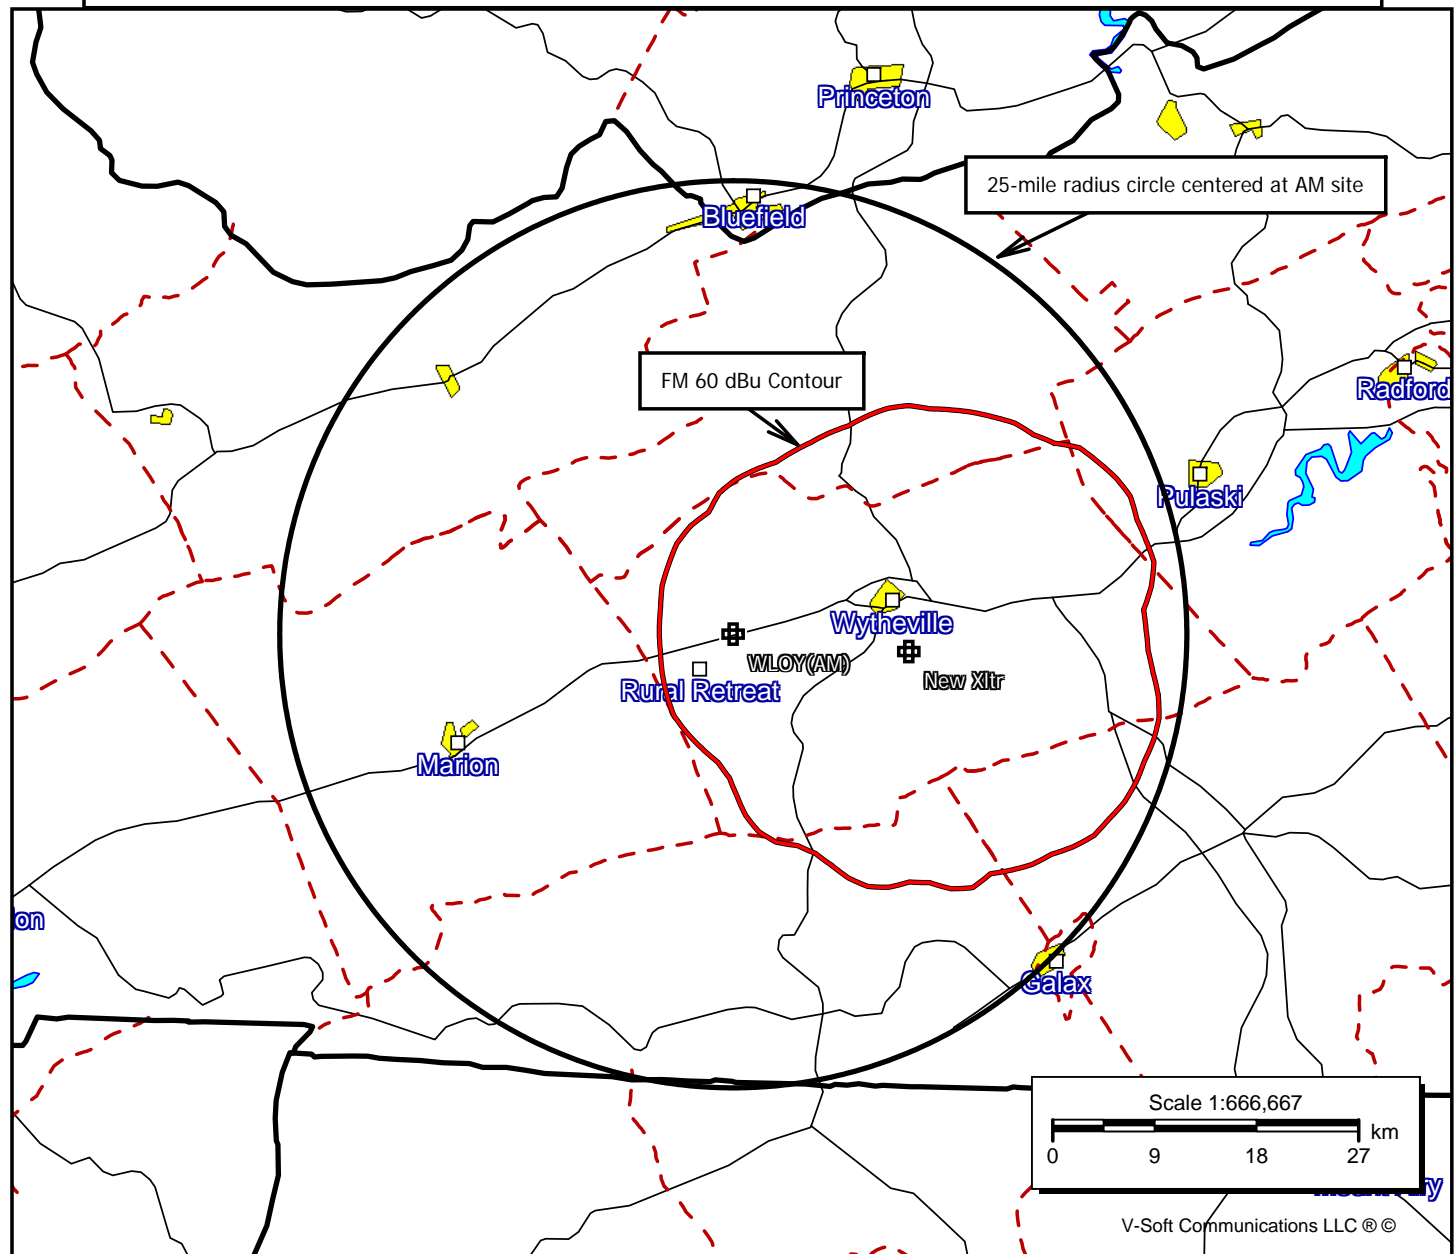 Princeton
25-mile radius circle centered at AM site
Bluefield
FM 60 dBu Contour
Radford
Pulaski
Wytheville
WLOY(AM)
New Xltr
Rural Retreat
Marion
ion
Galax
Scale 1:666,667
km
0 9 18 27
V-Soft Communications LLC ® ©